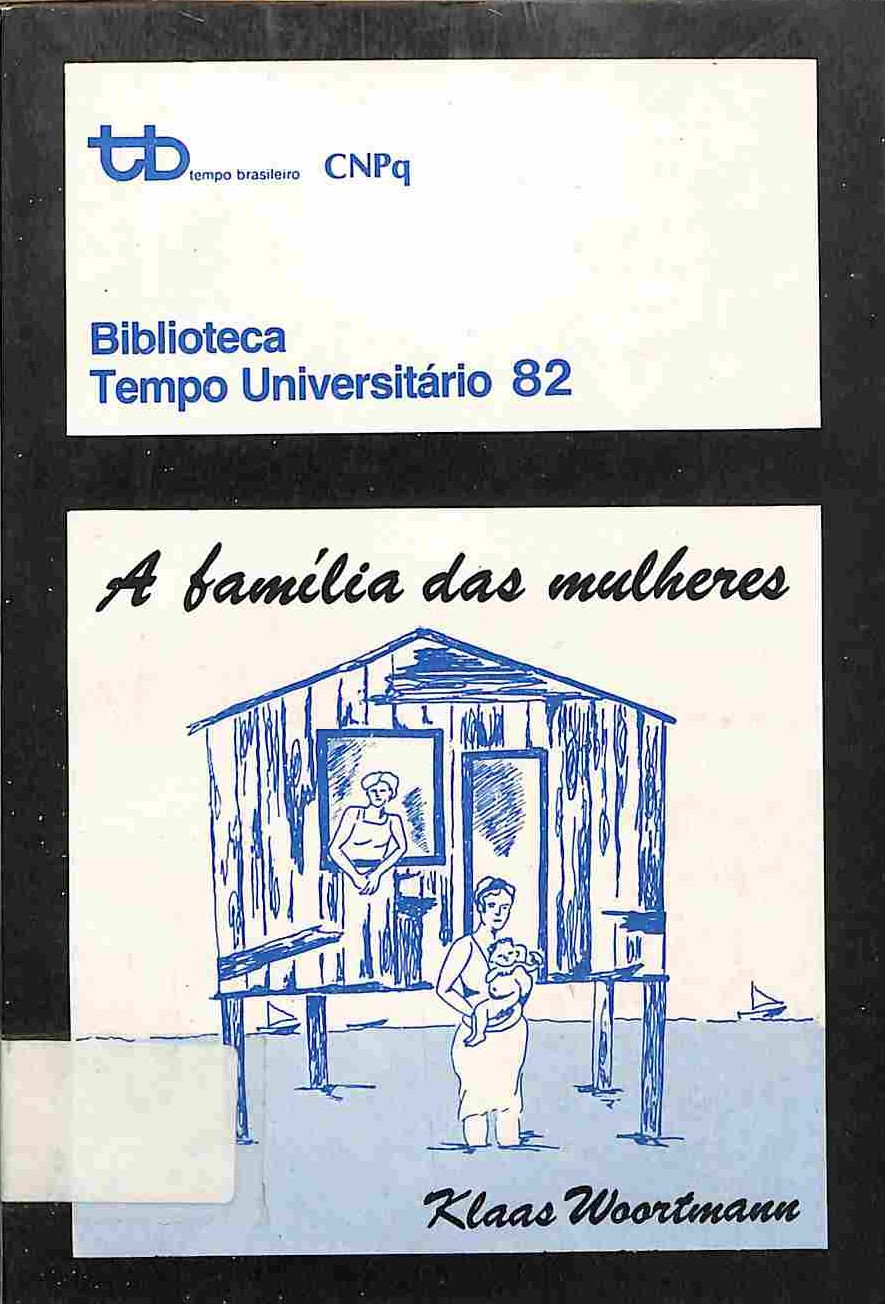 tb tempo brasileiro CNPq
Biblioteca
Tempo Universitário 82
A família das mulheres
Klaas Woortmann